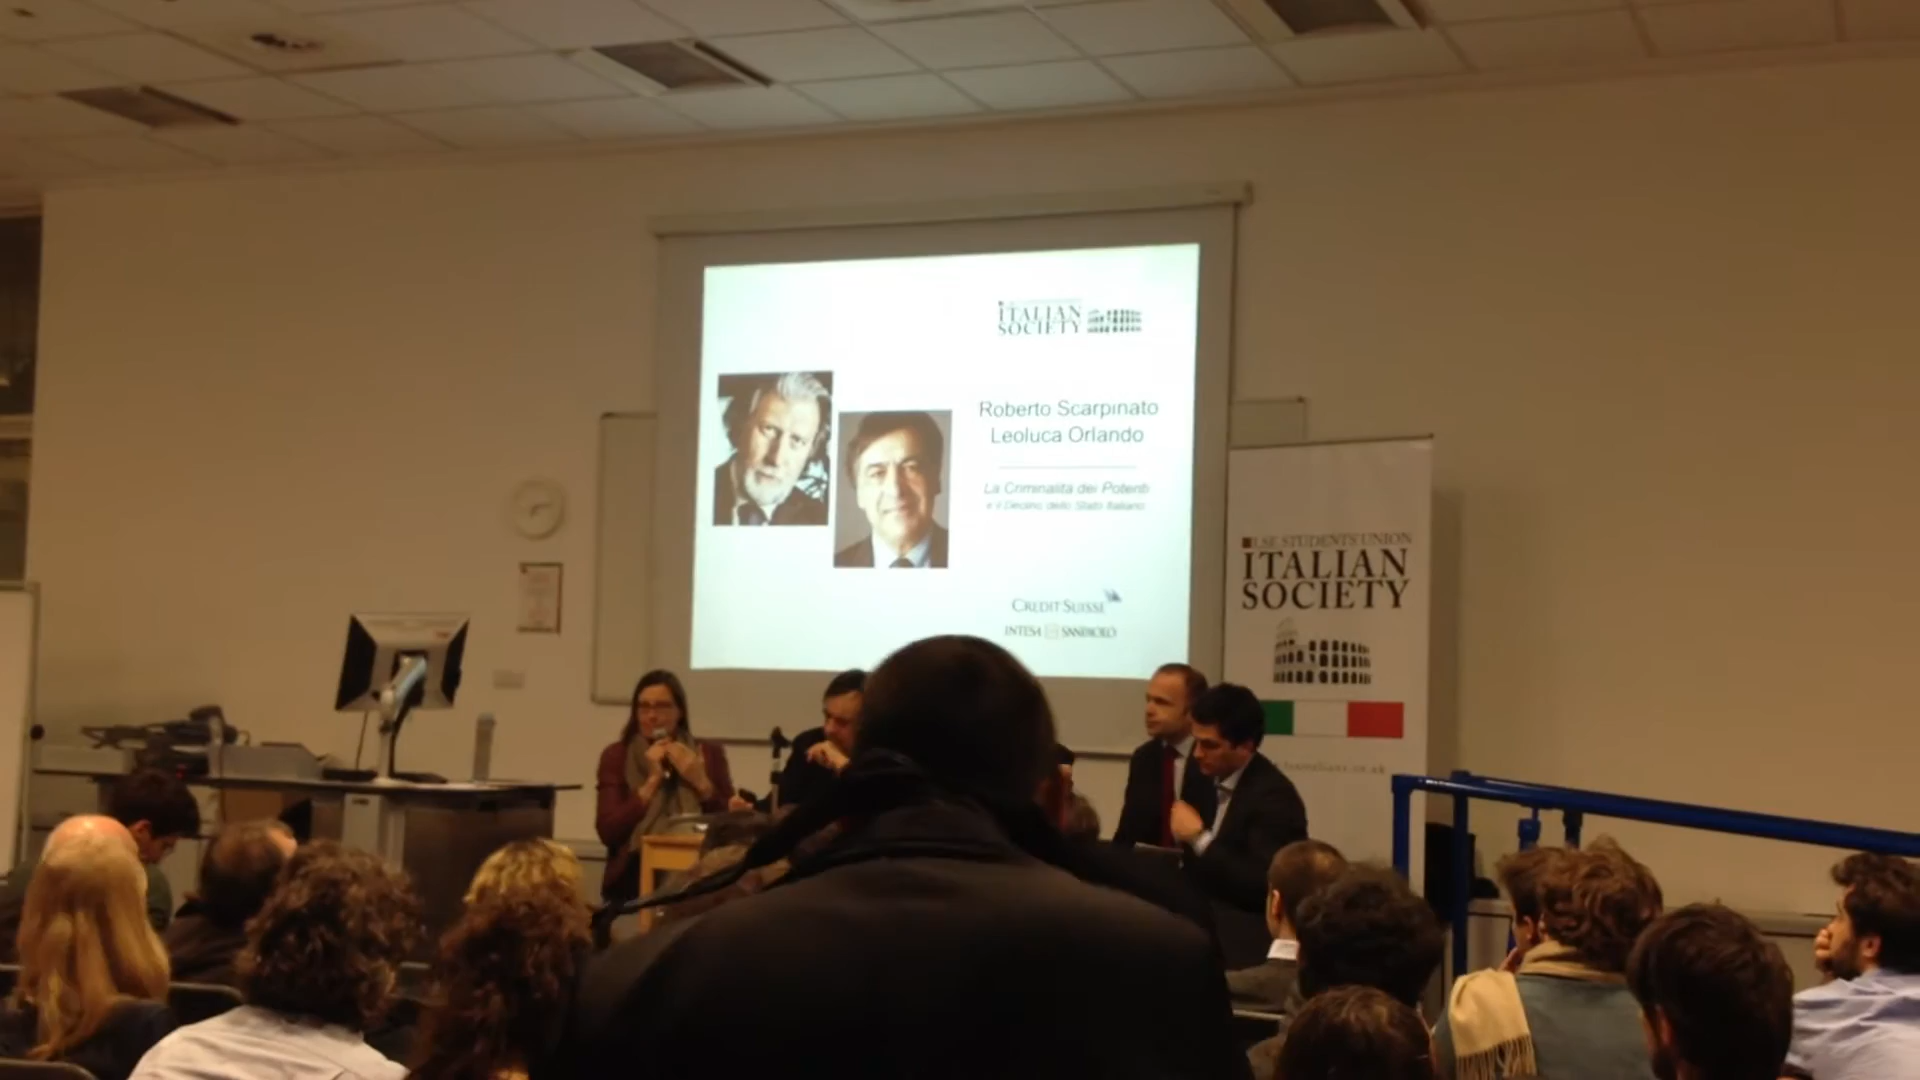 ITALIAN
SOCIETY
Roberto Scarpinato
Leoluca Orlando
La Criminalità dei Potenti
e il Declino dello Stato Italiano
CREDIT SUISSE
INTESA SANPAOLO
LSE STUDENTS' UNION
ITALIAN
SOCIETY